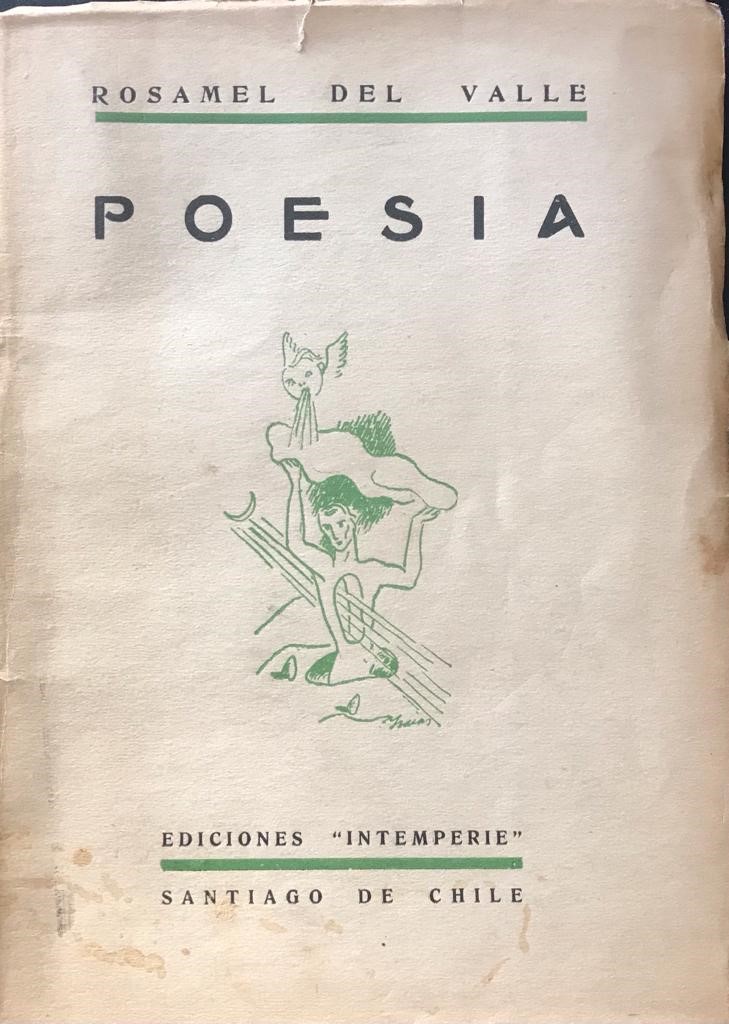 ROSAMEL DEL VALLE
POESIA
EDICIONES "INTEMPERIE"
SANTIAGO DE CHILE